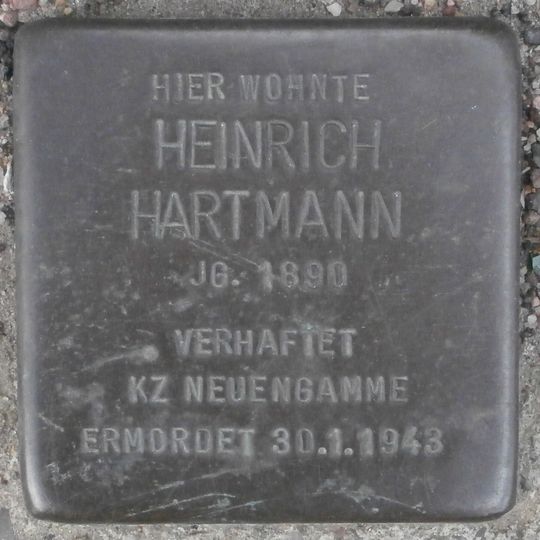 HIER WOHNTE
HEINRICH
HARTMANN
JG. 1890
VERHAFTET
KZ NEUENGAMME
ERMORDET 30.1.1943